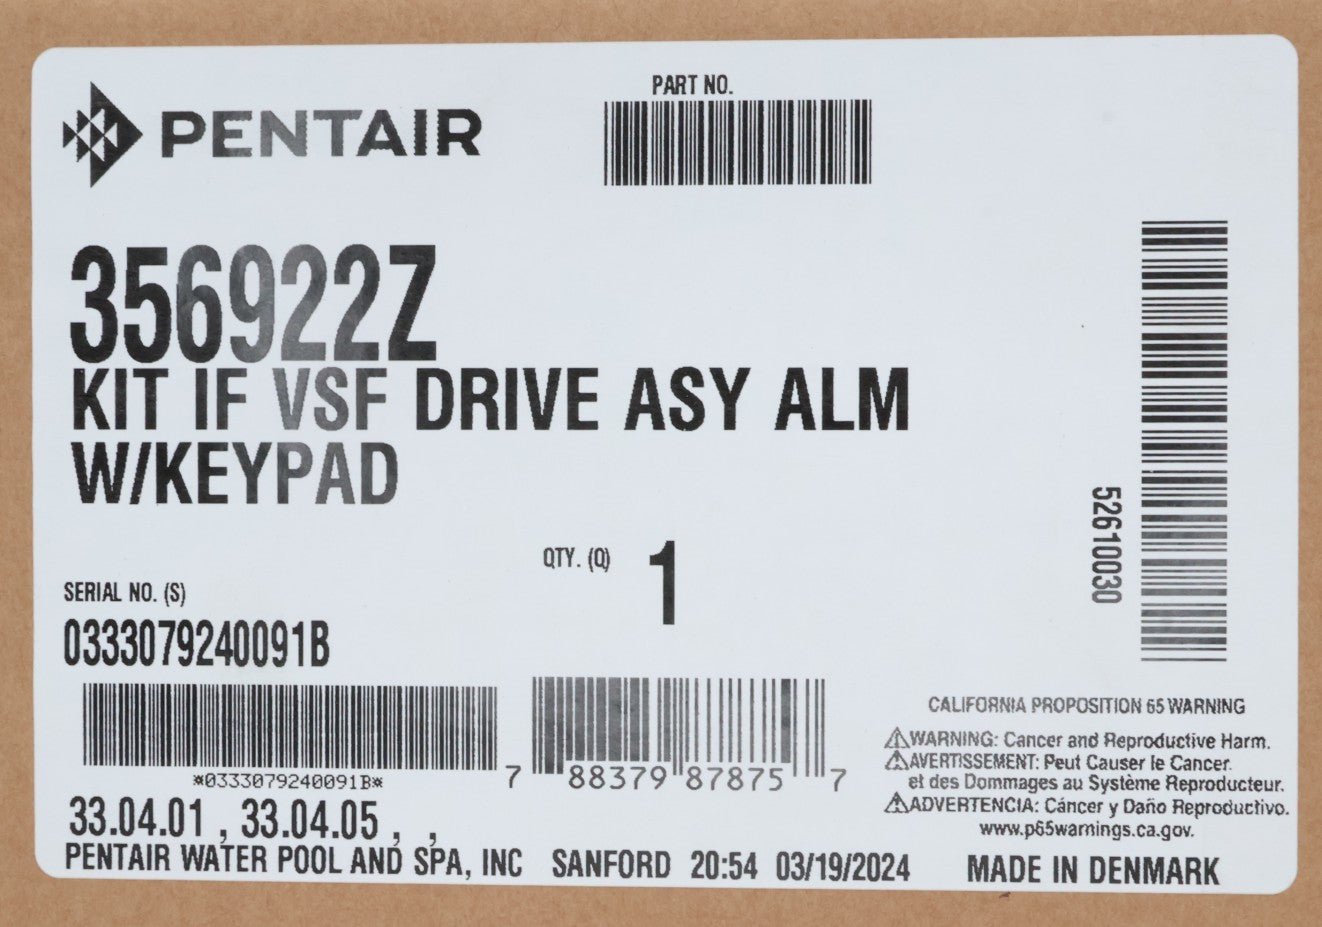 PENTAIR
PART NO.
356922Z
KIT IF VSF DRIVE ASY ALM
W/KEYPAD
52610030
QTY. (Q) 1
SERIAL NO. (S)
0333079240091B
*0333079240091B*
7 88379 87875 7
33.04.01 , 33.04.05 , ,
PENTAIR WATER POOL AND SPA, INC SANFORD 20:54 03/19/2024
CALIFORNIA PROPOSITION 65 WARNING
⚠WARNING: Cancer and Reproductive Harm.
⚠AVERTISSEMENT: Peut Causer le Cancer.
et des Dommages au Système Reproducteur.
⚠ADVERTENCIA: Cáncer y Daño Reproductivo.
www.p65warnings.ca.gov.
MADE IN DENMARK